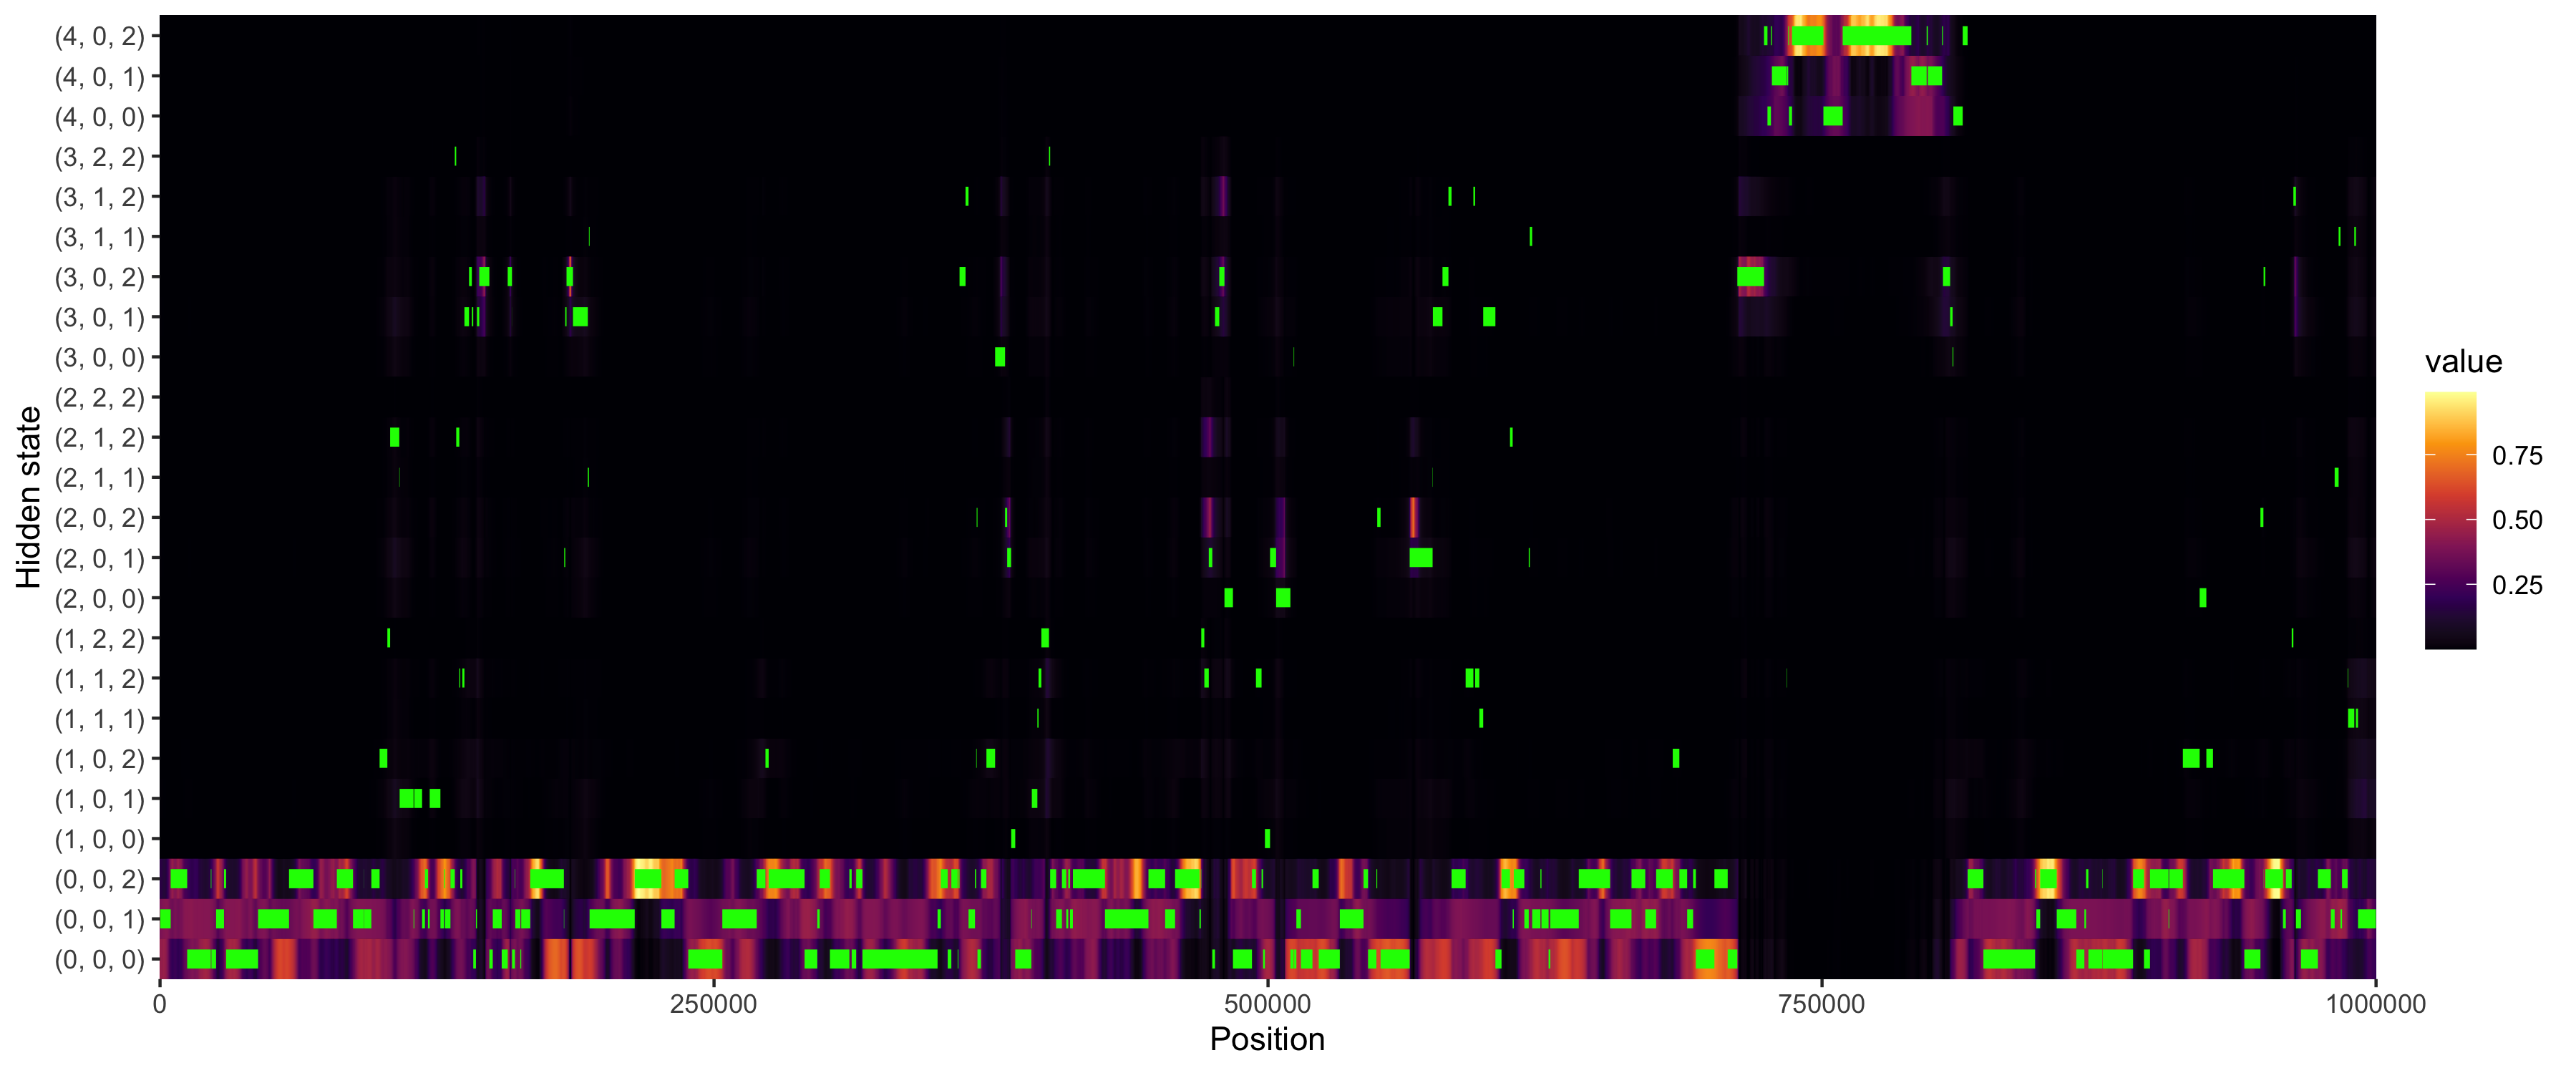 (4, 0, 2)
(4, 0, 1)
(4, 0, 0)
(3, 2, 2)
(3, 1, 2)
(3, 1, 1)
(3, 0, 2)
(3, 0, 1)
(3, 0, 0)
(2, 2, 2)
(2, 1, 2)
(2, 1, 1)
(2, 0, 2)
(2, 0, 1)
(2, 0, 0)
(1, 2, 2)
(1, 1, 2)
(1, 1, 1)
(1, 0, 2)
(1, 0, 1)
(1, 0, 0)
(0, 0, 2)
(0, 0, 1)
(0, 0, 0)
Hidden state
0
250000
500000
750000
1000000
Position
value
0.75
0.50
0.25